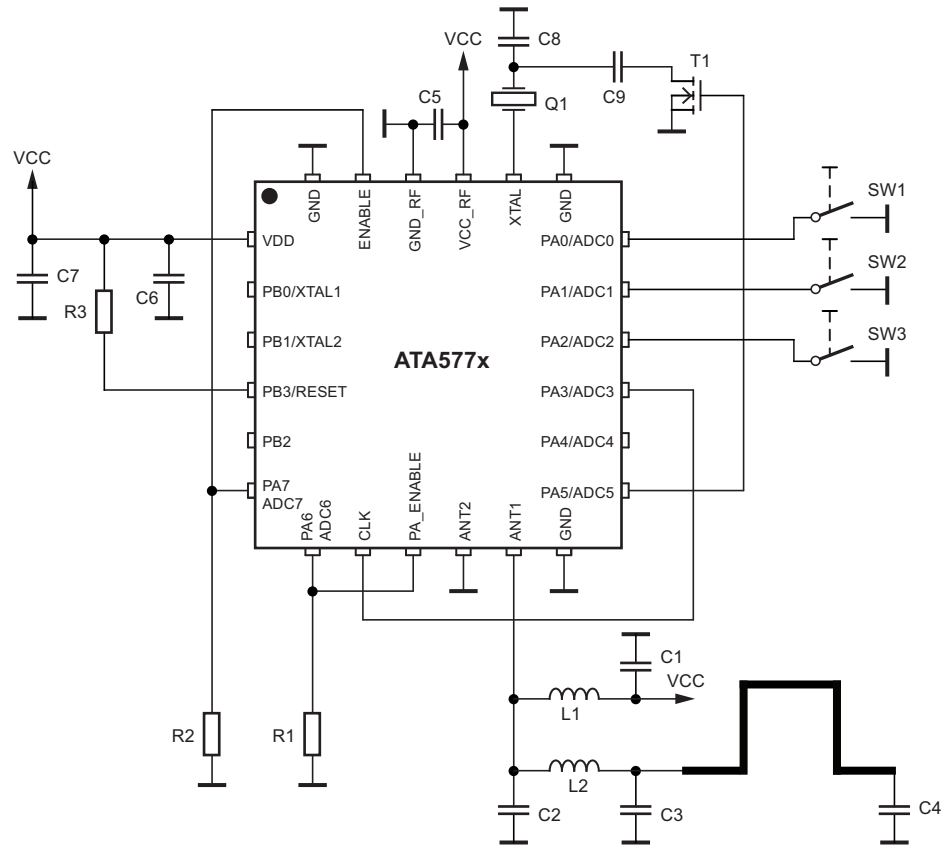 C8
VCC
T1
C5
C9
Q1
VCC
GND
ENABLE
GND_RF
VCC_RF
XTAL
GND
SW1
VDD
PA0/ADC0
C7
SW2
PB0/XTAL1
PA1/ADC1
R3
C6
SW3
PB1/XTAL2
PA2/ADC2
ATA577x
PB3/RESET
PA3/ADC3
PB2
PA4/ADC4
PA7
ADC7
PA5/ADC5
PA6
ADC6
CLK
PA_ENABLE
ANT2
ANT1
GND
C1
VCC
L1
R2
R1
L2
C2
C3
C4